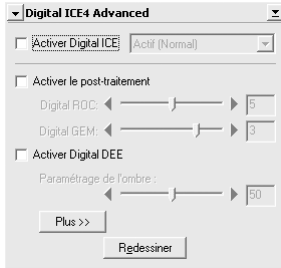 Digital ICE4 Advanced
Activer Digital ICE Actif (Normal)
Activer le post-traitement
Digital ROC: 5
Digital GEM: 3
Activer Digital DEE
Paramétrage de l'ombre :
50
Plus >>
Redessiner